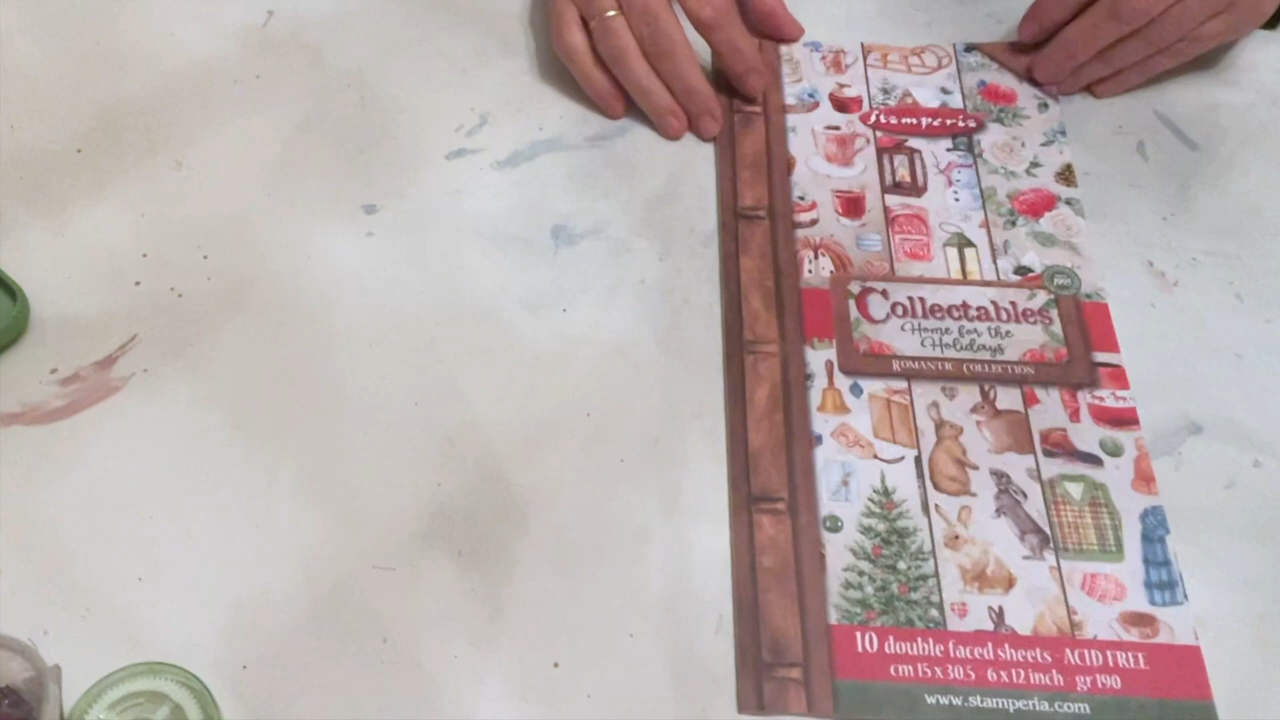 Stamperia
Collectables
Home for the
Holidays
ROMANTIC COLLECTION
10 double faced sheets - ACID FREE
cm 15 x 30.5 6 x 12 inch gr 190
www.stamperia.com